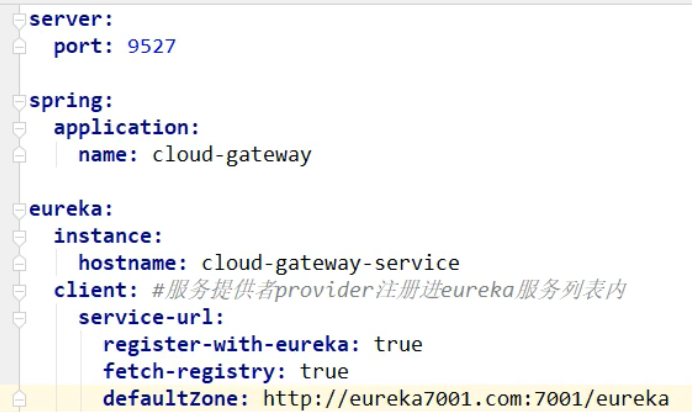 server:
  port: 9527

spring:
  application:
    name: cloud-gateway

eureka:
  instance:
    hostname: cloud-gateway-service
  client: #服务提供者provider注册进eureka服务列表内
    service-url:
      register-with-eureka: true
      fetch-registry: true
      defaultZone: http://eureka7001.com:7001/eureka